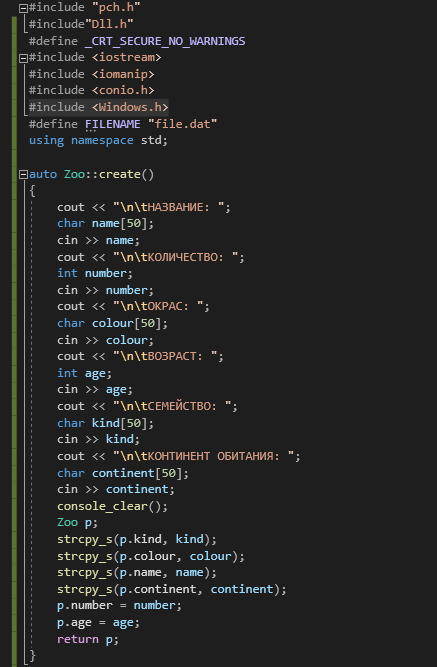 #include "pch.h"
#include"Dll.h"
#define _CRT_SECURE_NO_WARNINGS
#include <iostream>
#include <iomanip>
#include <conio.h>
#include <Windows.h>
#define FILENAME "file.dat"
using namespace std;

auto Zoo::create()
{
    cout << "\n\tНАЗВАНИЕ: ";
    char name[50];
    cin >> name;
    cout << "\n\tКОЛИЧЕСТВО: ";
    int number;
    cin >> number;
    cout << "\n\tОКРАС: ";
    char colour[50];
    cin >> colour;
    cout << "\n\tВОЗРАСТ: ";
    int age;
    cin >> age;
    cout << "\n\tСЕМЕЙСТВО: ";
    char kind[50];
    cin >> kind;
    cout << "\n\tКОНТИНЕНТ ОБИТАНИЯ: ";
    char continent[50];
    cin >> continent;
    console_clear();
    Zoo p;
    strcpy_s(p.kind, kind);
    strcpy_s(p.colour, colour);
    strcpy_s(p.name, name);
    strcpy_s(p.continent, continent);
    p.number = number;
    p.age = age;
    return p;
}